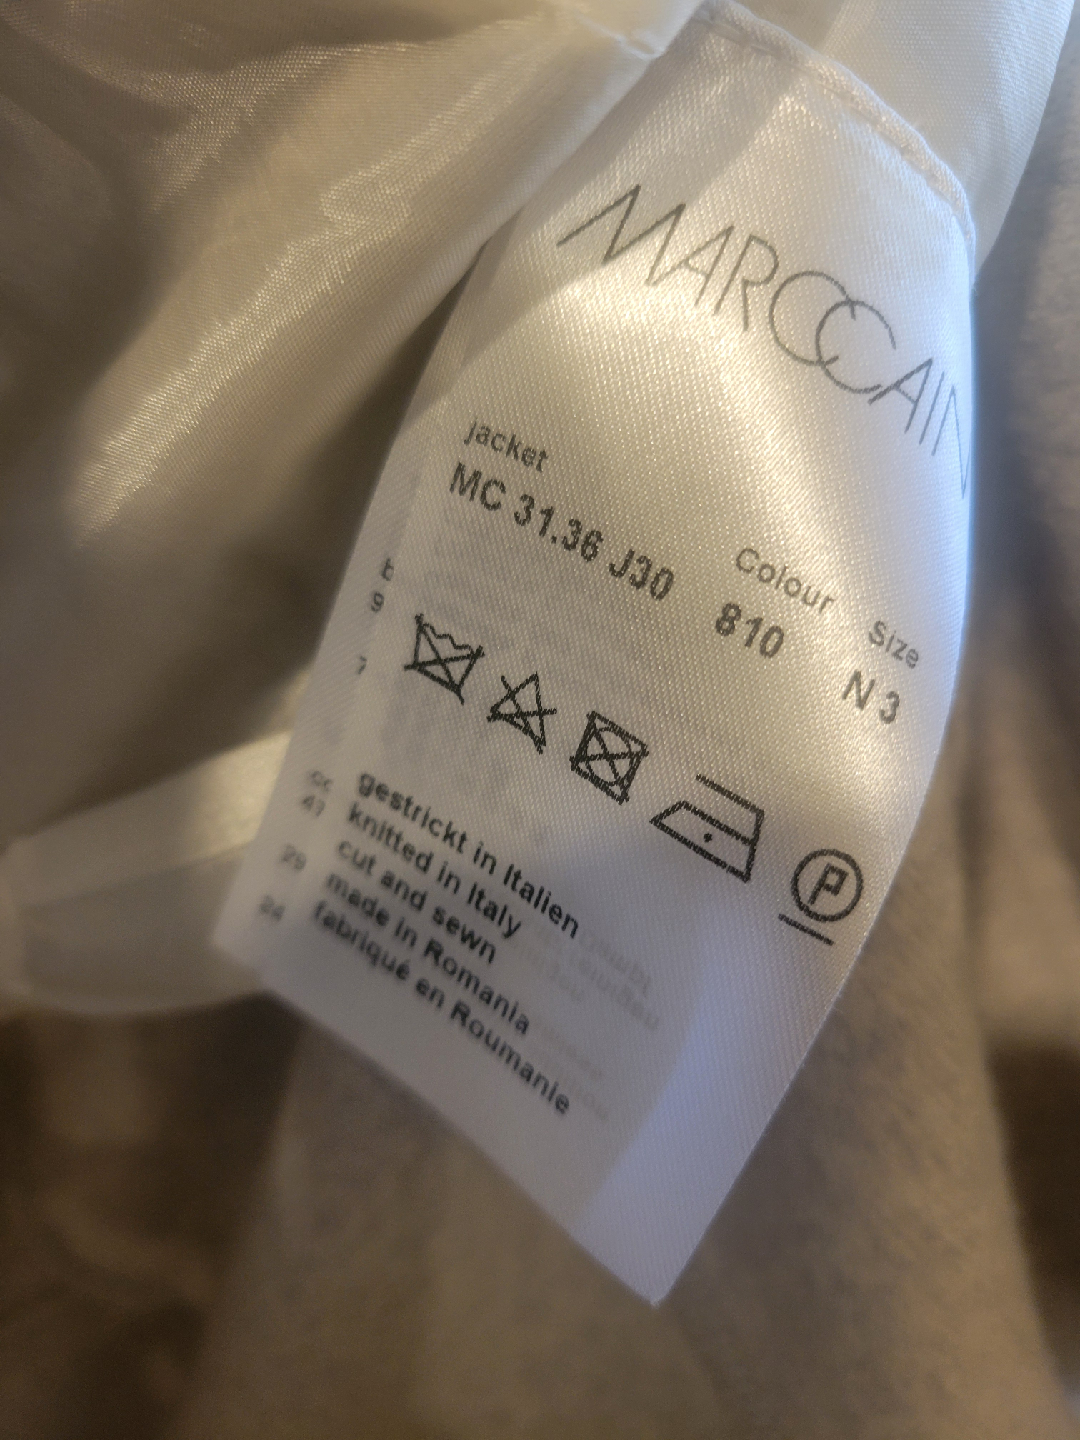 MARCCAIN
jacket Colour Size
MC 31.36 J30 810 N 3
P
gestrickt in Italien
knitted in Italy
cut and sewn
made in Romania
fabriqué en Roumanie